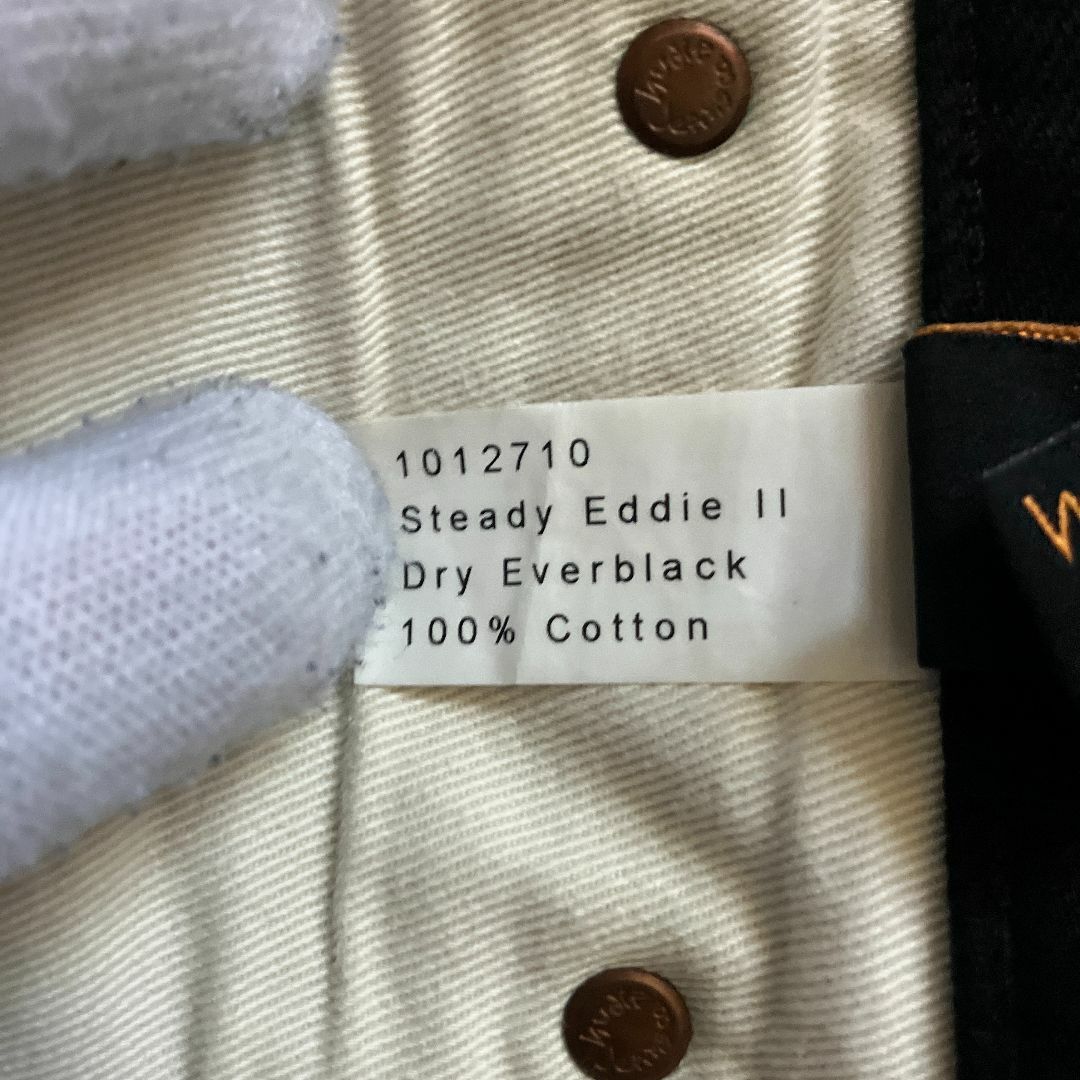 1012710
Steady Eddie II
Dry Everblack
100% Cotton